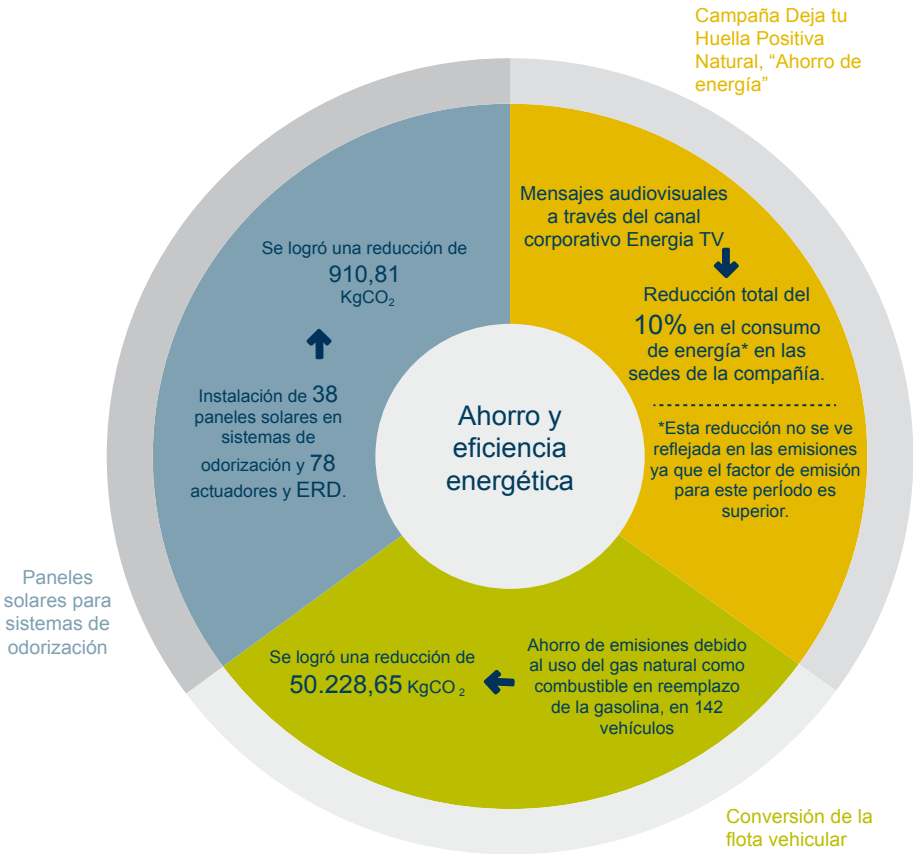 Campaña Deja tu
Huella Positiva
Natural, “Ahorro de
energía”
Mensajes audiovisuales
a través del canal
corporativo Energia TV
Reducción total del
10% en el consumo
de energía* en las
sedes de la compañía.
*Esta reducción no se ve
reflejada en las emisiones
ya que el factor de emisión
para este perÍodo es
superior.
Se logró una reducción de
910,81
KgCO₂
Instalación de 38
paneles solares en
sistemas de
odorización y 78
actuadores y ERD.
Ahorro y
eficiencia
energética
Paneles
solares para
sistemas de
odorización
Se logró una reducción de
50.228,65 KgCO₂
Ahorro de emisiones debido
al uso del gas natural como
combustible en reemplazo
de la gasolina, en 142
vehículos
Conversión de la
flota vehicular